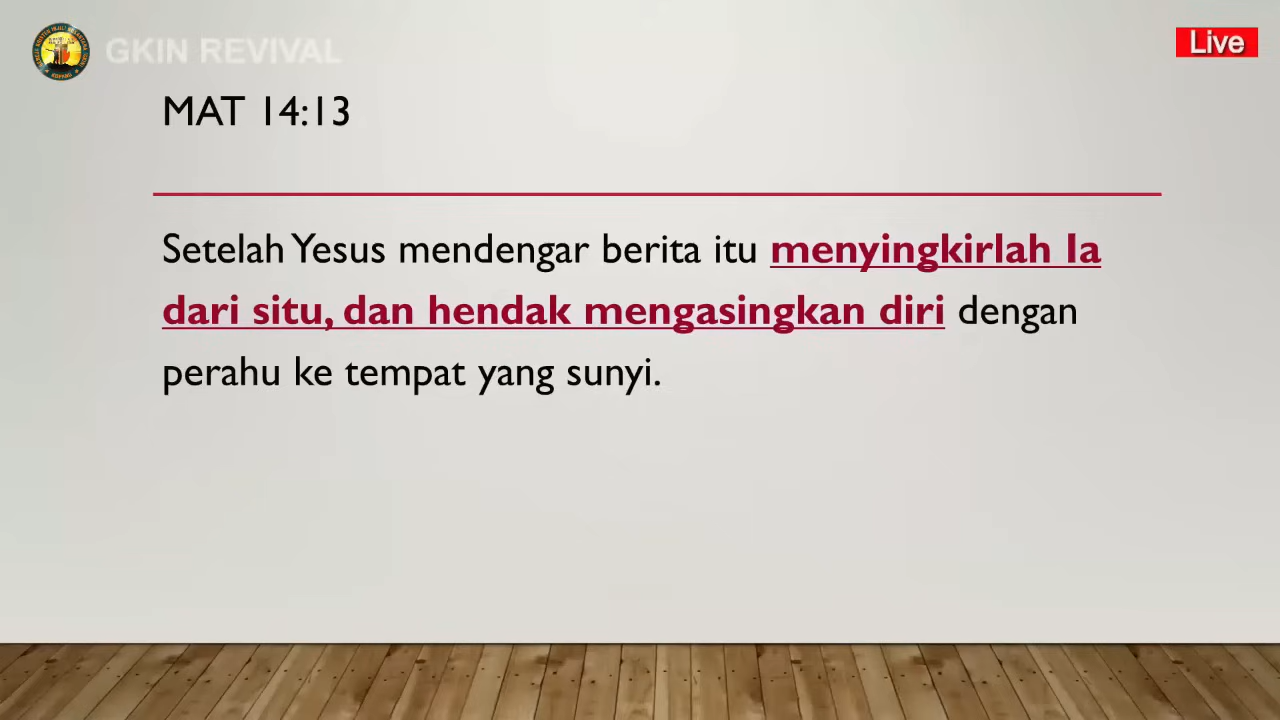 GKIN REVIVAL
Live
MAT 14:13
Setelah Yesus mendengar berita itu menyingkirlah Ia
dari situ, dan hendak mengasingkan diri dengan
perahu ke tempat yang sunyi.